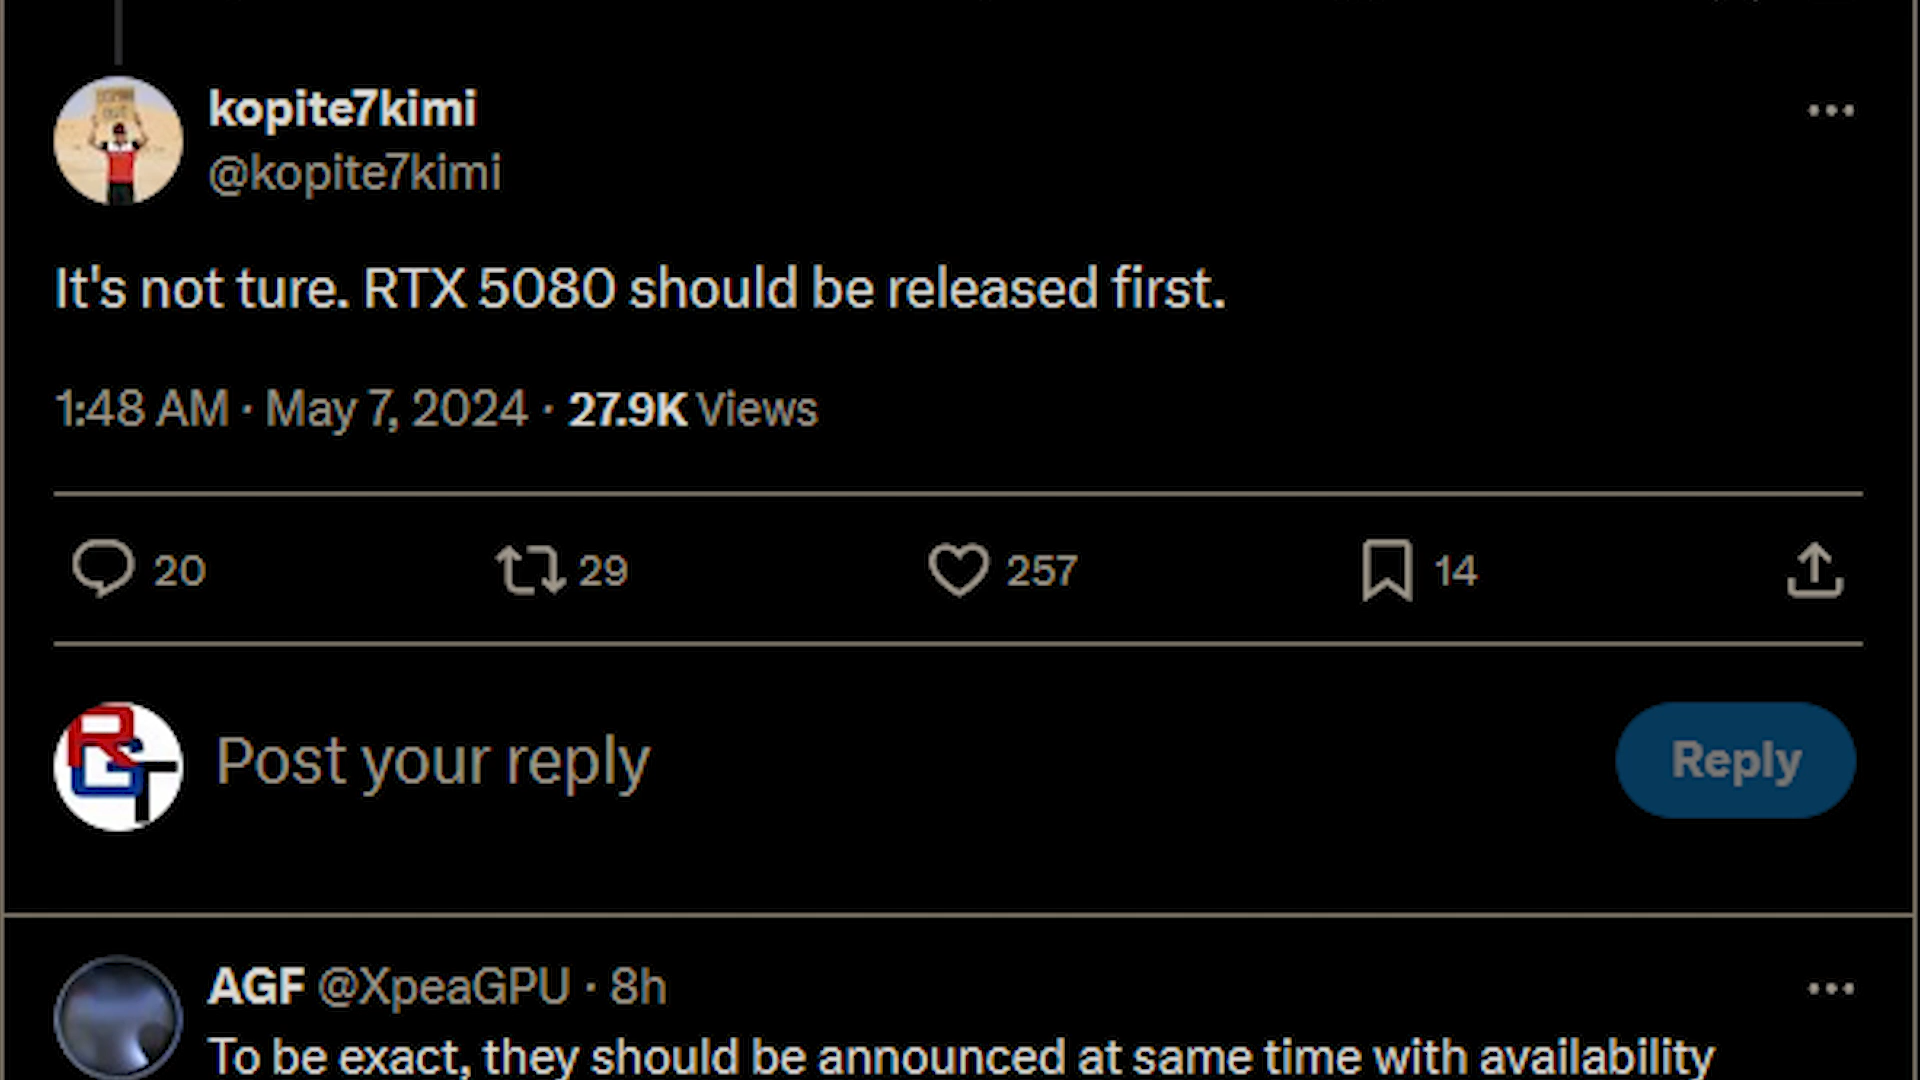 kopite7kimi
@kopite7kimi
It's not ture. RTX 5080 should be released first.
1:48 AM · May 7, 2024 · 27.9K Views
20 29 257 14
RGT
Post your reply
Reply
AGF @XpeaGPU · 8h
To be exact, they should be announced at same time with availability